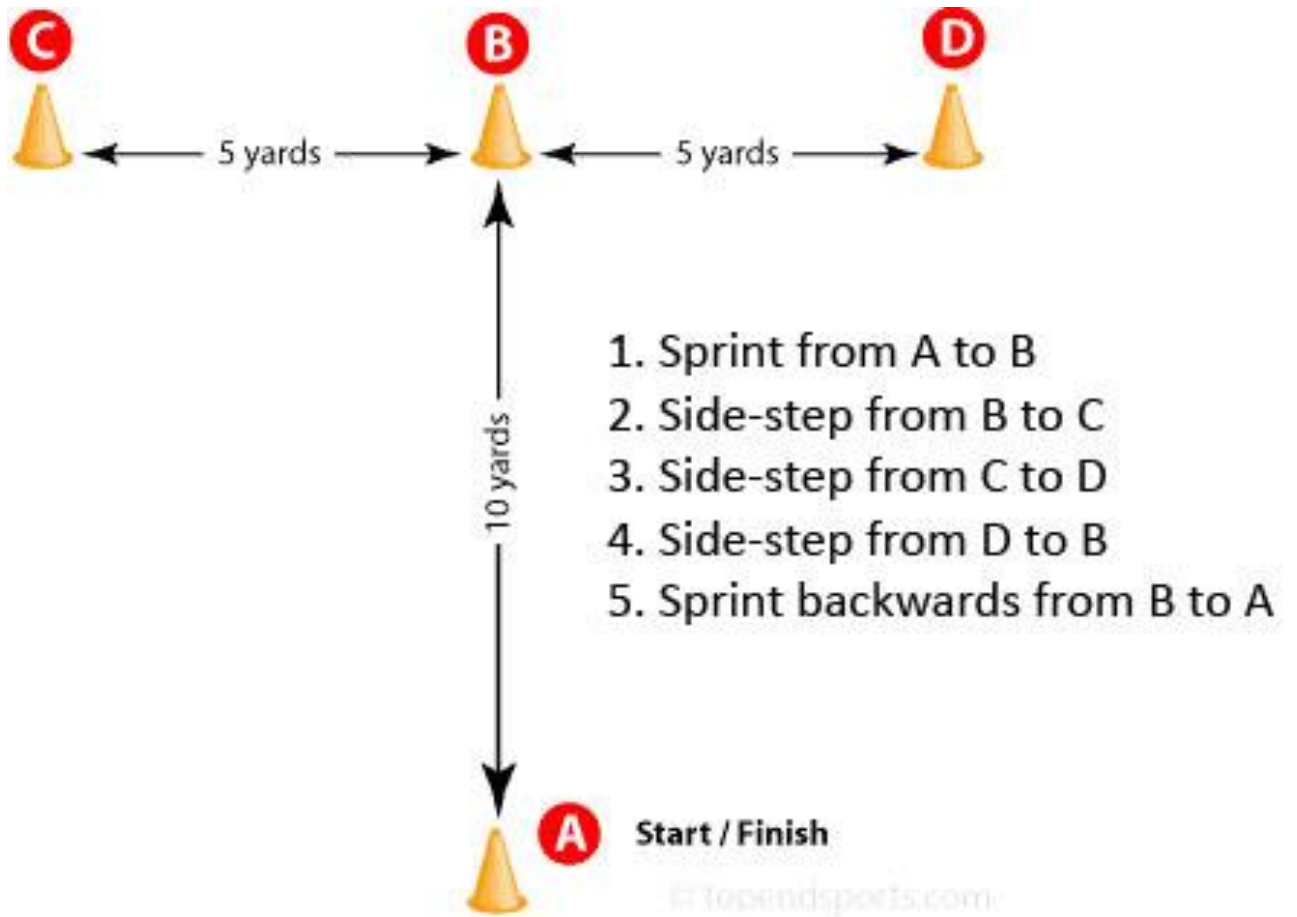 C B D
5 yards 5 yards
10 yards
1. Sprint from A to B
2. Side-step from B to C
3. Side-step from C to D
4. Side-step from D to B
5. Sprint backwards from B to A
A Start / Finish
© topendsports.com